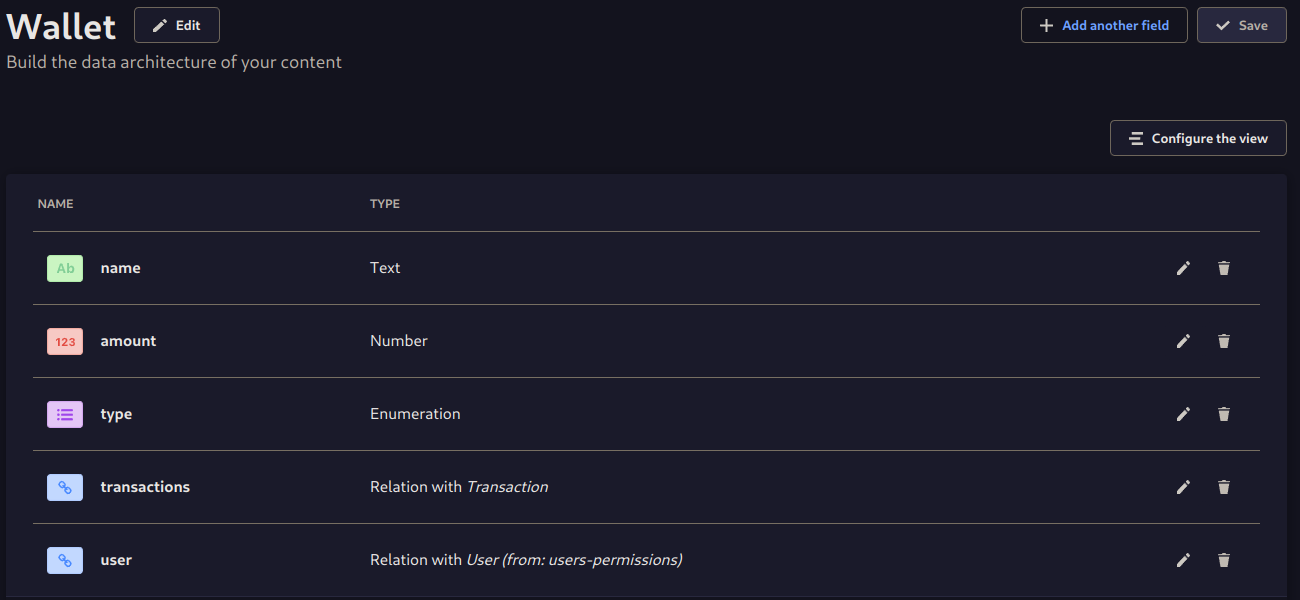 Wallet Edit Add another field Save
Build the data architecture of your content
Configure the view
NAME TYPE
Ab name Text
123 amount Number
type Enumeration
transactions Relation with Transaction
user Relation with User (from: users-permissions)